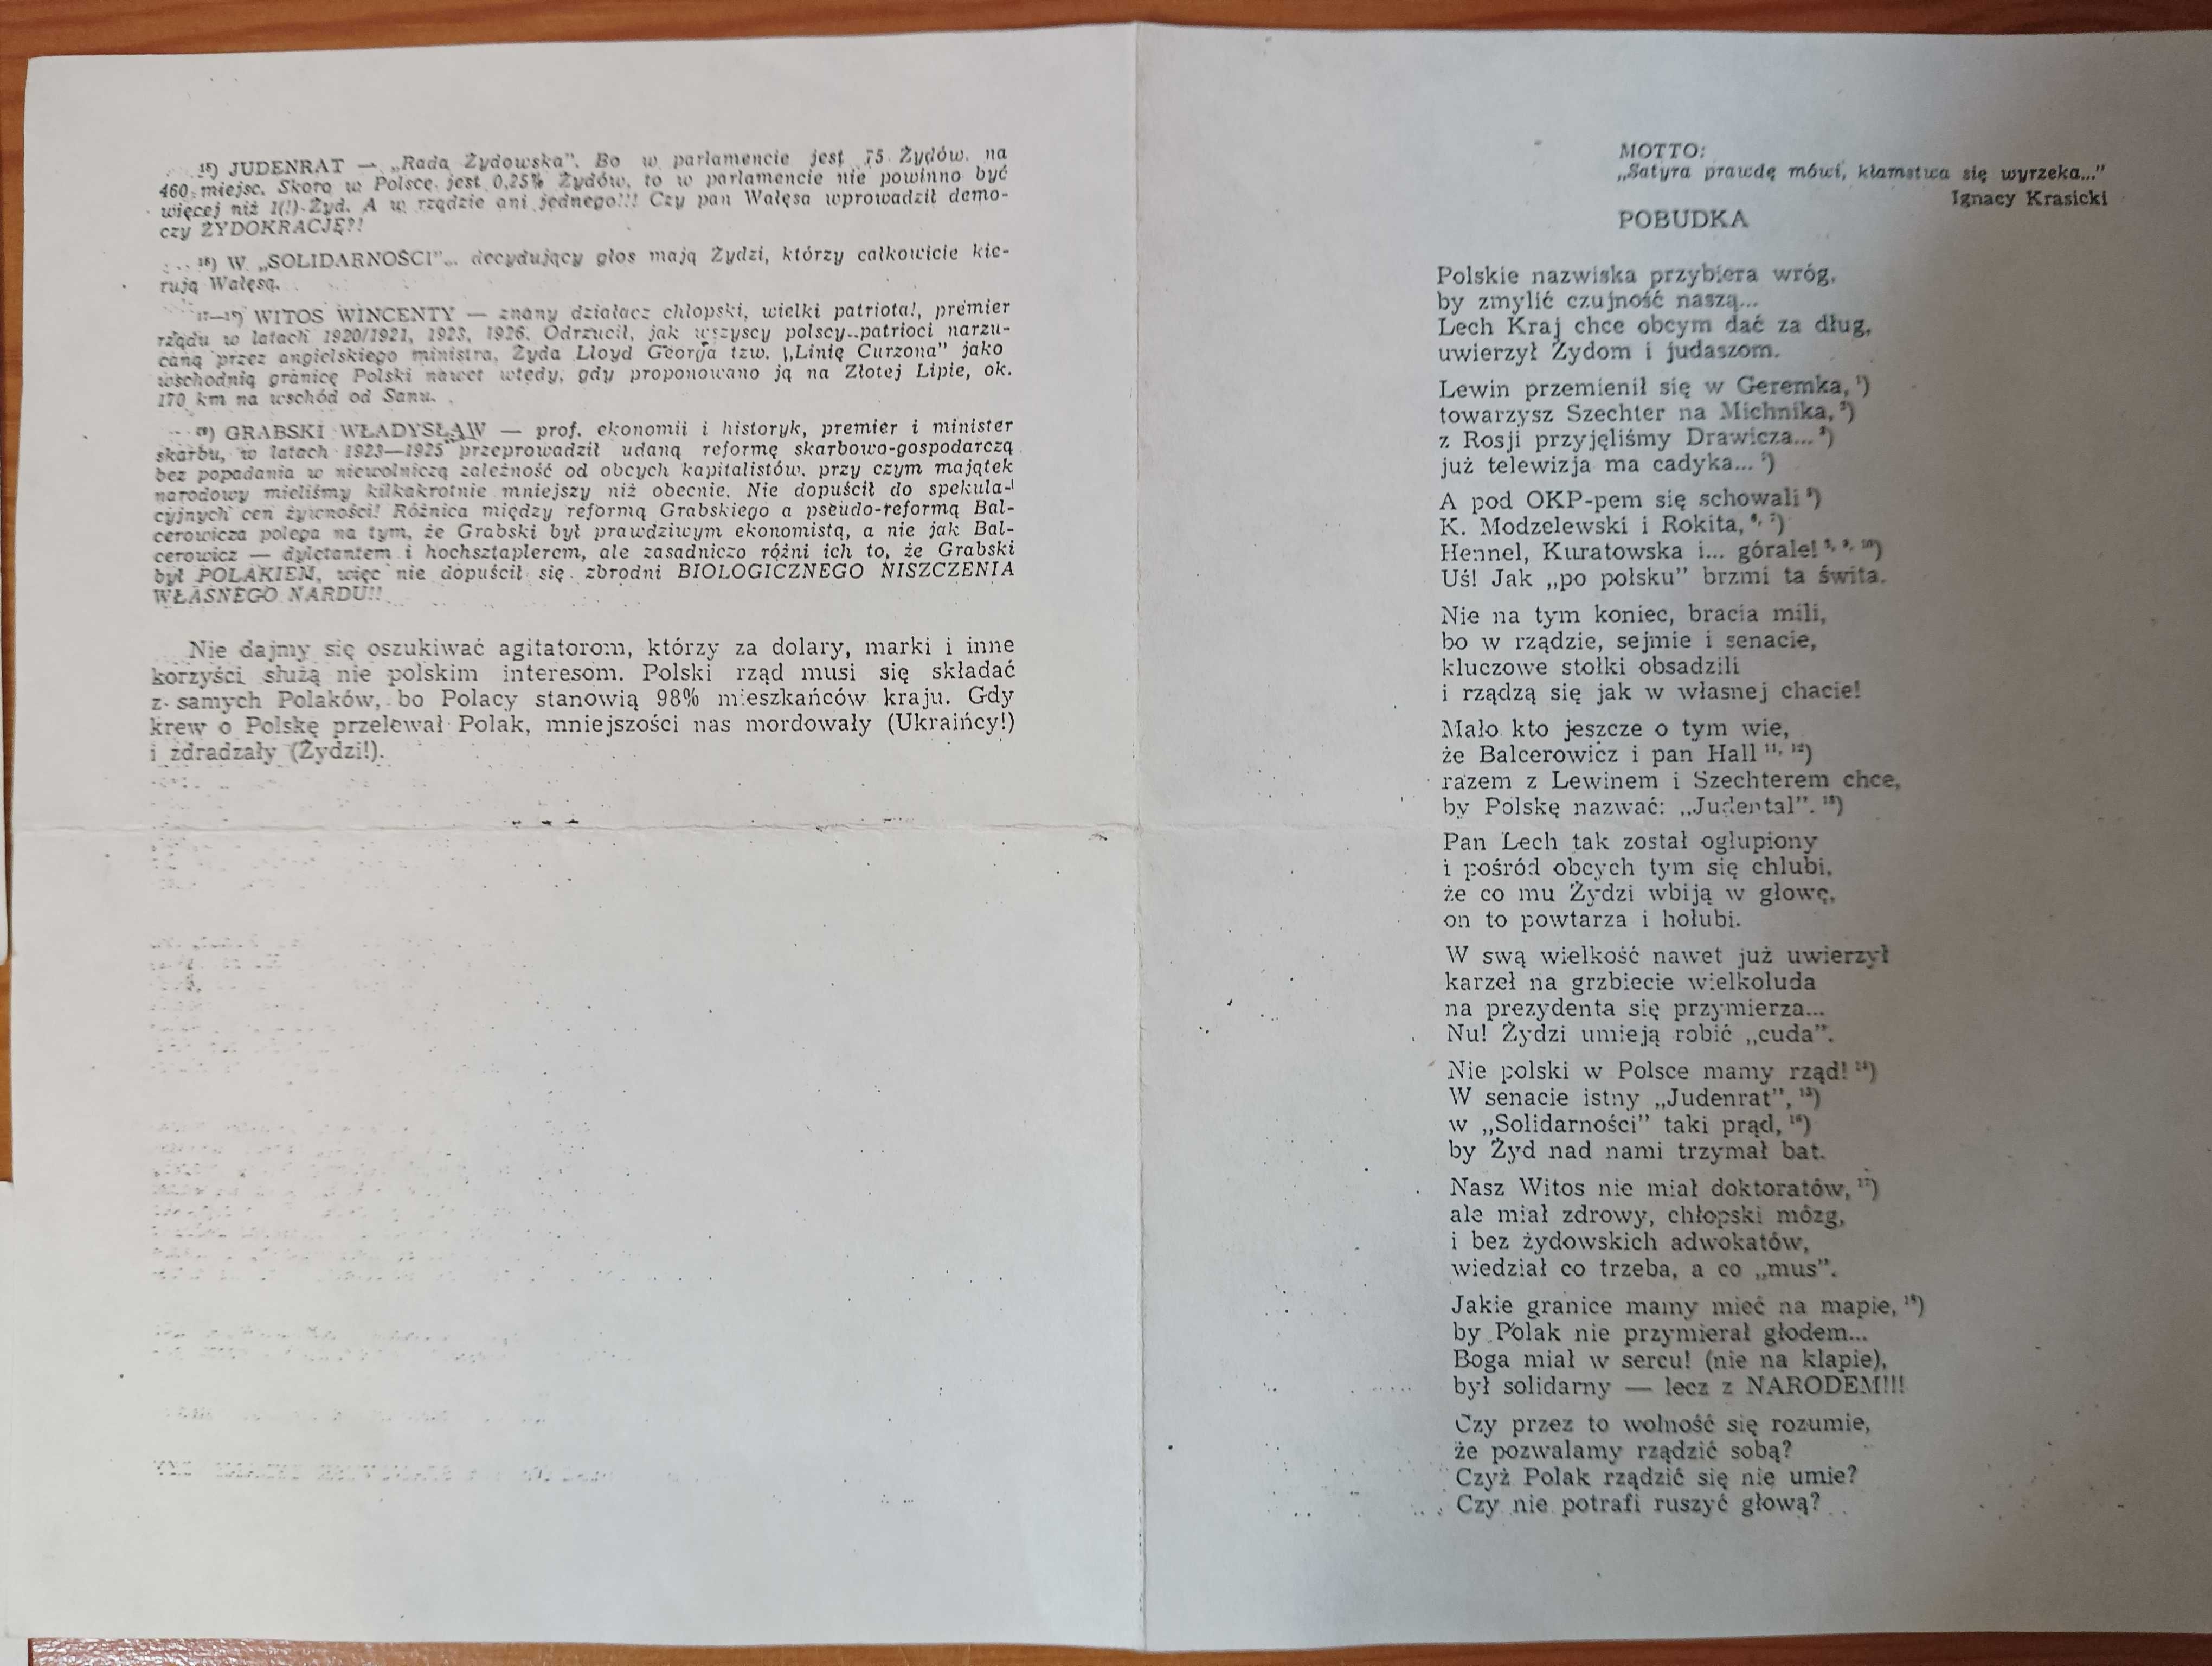 15) JUDENRAT — „Rada Żydowska”. Bo w parlamencie jest 75 Żydów na
460 miejsc. Skoro w Polsce jest 0,25% Żydów, to w parlamencie nie powinno być
więcej niż 1(!) Żyd. A w rządzie ani jednego!!! Czy pan Wałęsa wprowadził demo-
czy ŻYDOKRACJĘ?!
16) W „SOLIDARNOŚCI”... decydujący głos mają Żydzi, którzy całkowicie kie-
rują Wałęsą.
WITOS WINCENTY — znany działacz chłopski, wielki patriota!, premier
rządu w latach 1920/1921, 1923, 1926. Odrzucił, jak wszyscy polscy patrioci narzu-
caną przez angielskiego ministra, Żyda Lloyd Georga tzw. „Linię Curzona” jako
wschodnią granicę Polski nawet wtedy, gdy proponowano ją na Złotej Lipie, ok.
170 km na wschód od Sanu.
GRABSKI WŁADYSŁAW — prof. ekonomii i historyk, premier i minister
skarbu, w latach 1923—1925 przeprowadził udaną reformę skarbowo-gospodarczą
bez popadania w niewolniczą zależność od obcych kapitalistów, przy czym majątek
narodowy mieliśmy kilkakrotnie mniejszy niż obecnie. Nie dopuścił do spekula-
cyjnych cen żywności! Różnica między reformą Grabskiego a pseudo-reformą Bal-
cerowicza polega na tym, że Grabski był prawdziwym ekonomistą, a nie jak Bal-
cerowicz — dyletantem i hochsztaplerem, ale zasadniczo różni ich to, że Grabski
był POLAKIEM, więc nie dopuścił się zbrodni BIOLOGICZNEGO NISZCZENIA
WŁASNEGO NARDU!!
Nie dajmy się oszukiwać agitatorom, którzy za dolary, marki i inne
korzyści służą nie polskim interesom. Polski rząd musi się składać
z samych Polaków, bo Polacy stanowią 98% mieszkańców kraju. Gdy
krew o Polskę przelewał Polak, mniejszości nas mordowały (Ukraińcy!)
i zdradzały (Żydzi!).
MOTTO:
„Satyra prawdę mówi, kłamstwa się wyrzeka...”
Ignacy Krasicki
POBUDKA
Polskie nazwiska przybiera wróg,
by zmylić czujność naszą...
Lech Kraj chce obcym dać za dług,
uwierzył Żydom i judaszom.
Lewin przemienił się w Geremka, 1)
towarzysz Szechter na Michnika, 2)
z Rosji przyjęliśmy Drawicza... 3)
już telewizja ma cadyka... 4)
A pod OKP-pem się schowali 5)
K. Modzelewski i Rokita, 6, 7)
Hennel, Kuratowska i... górale! 8, 9, 10)
Uś! Jak „po polsku” brzmi ta świta.
Nie na tym koniec, bracia mili,
bo w rządzie, sejmie i senacie,
kluczowe stołki obsadzili
i rządzą się jak w własnej chacie!
Mało kto jeszcze o tym wie,
że Balcerowicz i pan Hall 11, 12)
razem z Lewinem i Szechterem chce,
by Polskę nazwać: „Judental”. 13)
Pan Lech tak został ogłupiony
i pośród obcych tym się chlubi,
że co mu Żydzi wbiją w głowę,
on to powtarza i hołubi.
W swą wielkość nawet już uwierzył
karzeł na grzbiecie wielkoluda
na prezydenta się przymierza...
Nu! Żydzi umieją robić „cuda”.
Nie polski w Polsce mamy rząd! 14)
W senacie istny „Judenrat”, 15)
w „Solidarności” taki prąd, 16)
by Żyd nad nami trzymał bat.
Nasz Witos nie miał doktoratów, 17)
ale miał zdrowy, chłopski mózg,
i bez żydowskich adwokatów,
wiedział co trzeba, a co „mus”.
Jakie granice mamy mieć na mapie, 18)
by Polak nie przymierał głodem...
Boga miał w sercu! (nie na klapie),
był solidarny — lecz z NARODEM!!!
Czy przez to wolność się rozumie,
że pozwalamy rządzić sobą?
Czyż Polak rządzić się nie umie?
Czy nie potrafi ruszyć głową?